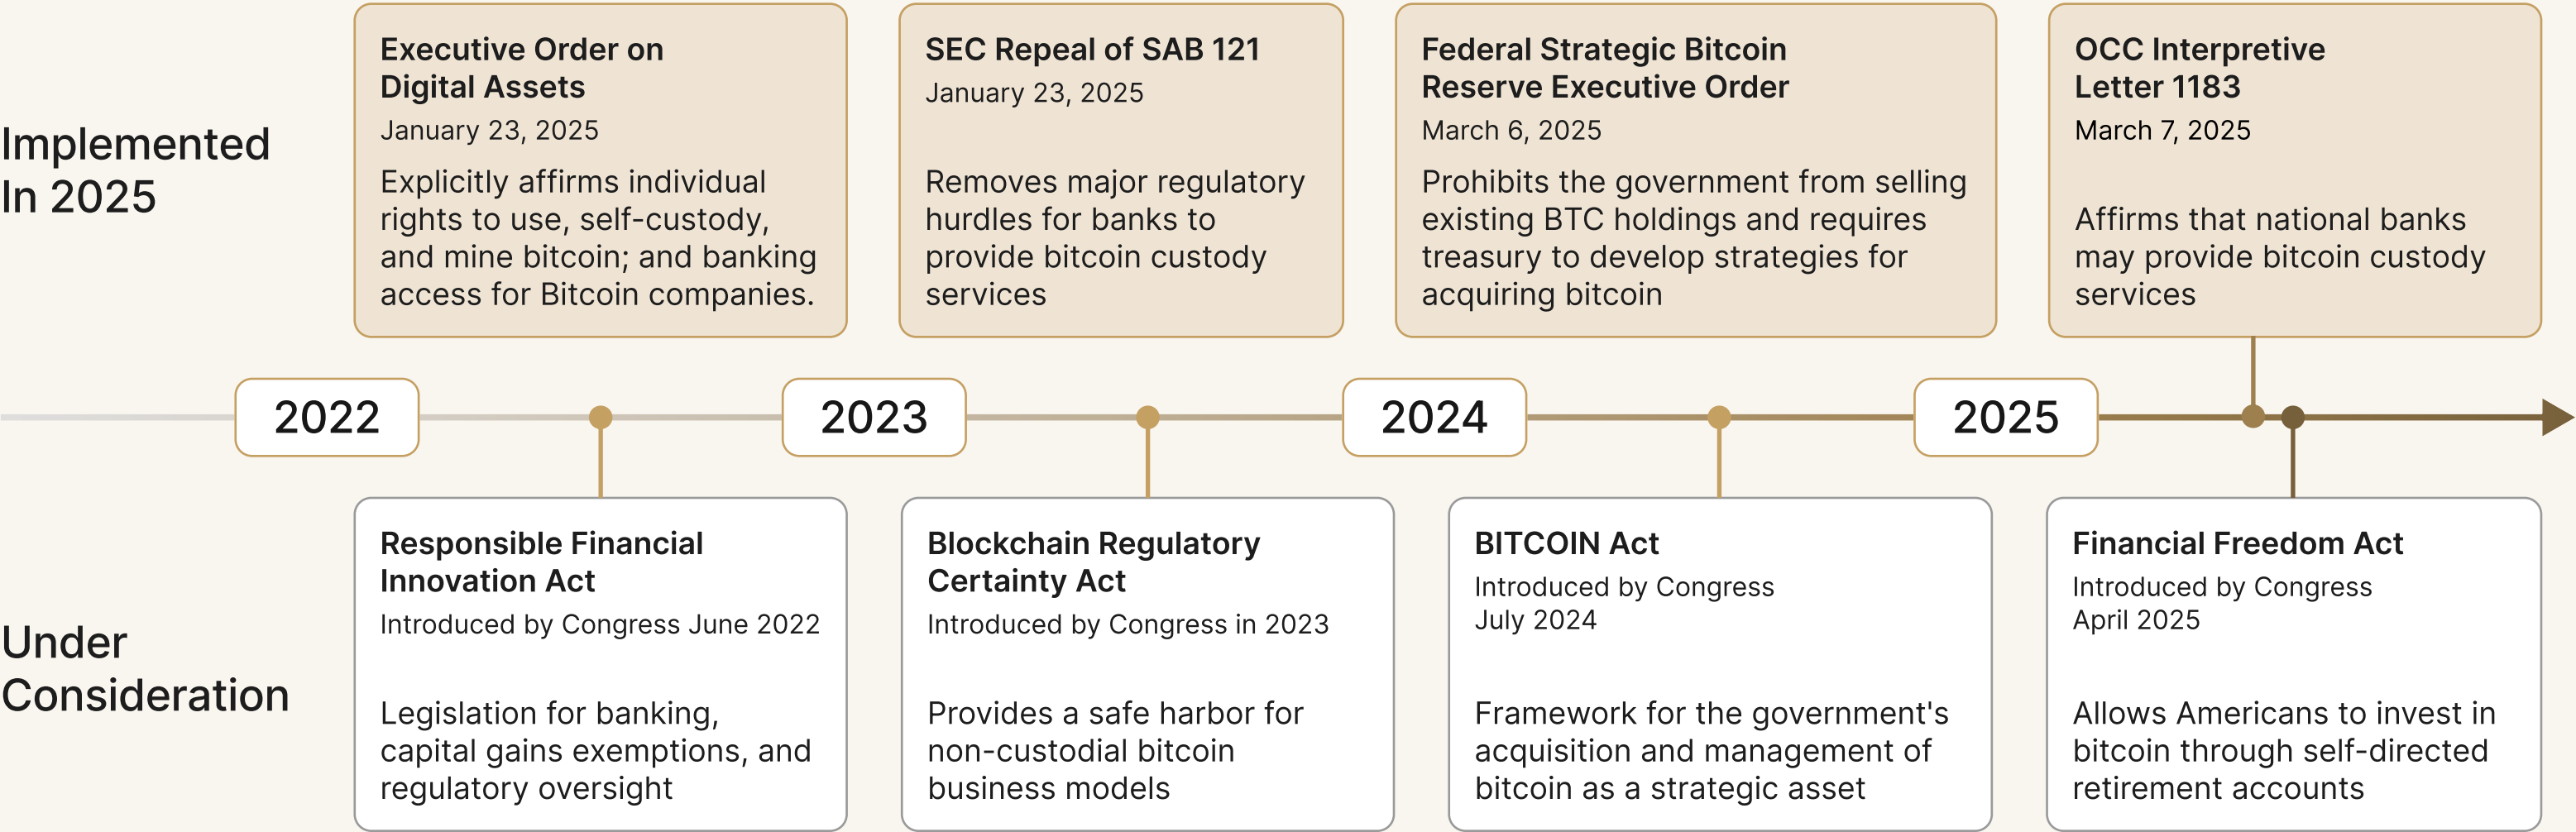 Implemented
In 2025
Executive Order on
Digital Assets
January 23, 2025
Explicitly affirms individual
rights to use, self-custody,
and mine bitcoin; and banking
access for Bitcoin companies.
SEC Repeal of SAB 121
January 23, 2025
Removes major regulatory
hurdles for banks to
provide bitcoin custody
services
Federal Strategic Bitcoin
Reserve Executive Order
March 6, 2025
Prohibits the government from selling
existing BTC holdings and requires
treasury to develop strategies for
acquiring bitcoin
OCC Interpretive
Letter 1183
March 7, 2025
Affirms that national banks
may provide bitcoin custody
services
2022
2023
2024
2025
Under
Consideration
Responsible Financial
Innovation Act
Introduced by Congress June 2022
Legislation for banking,
capital gains exemptions, and
regulatory oversight
Blockchain Regulatory
Certainty Act
Introduced by Congress in 2023
Provides a safe harbor for
non-custodial bitcoin
business models
BITCOIN Act
Introduced by Congress
July 2024
Framework for the government's
acquisition and management of
bitcoin as a strategic asset
Financial Freedom Act
Introduced by Congress
April 2025
Allows Americans to invest in
bitcoin through self-directed
retirement accounts